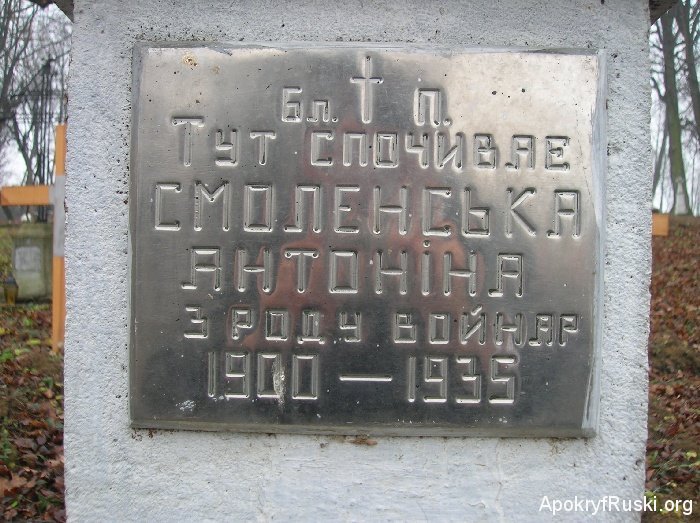 Бл. П.
Тут спочиває
СМОЛЕНСЬКА
АНТОНІНА
З РОДУ ВОЙНАР
1900 — 1935
ApokryfRuski.org